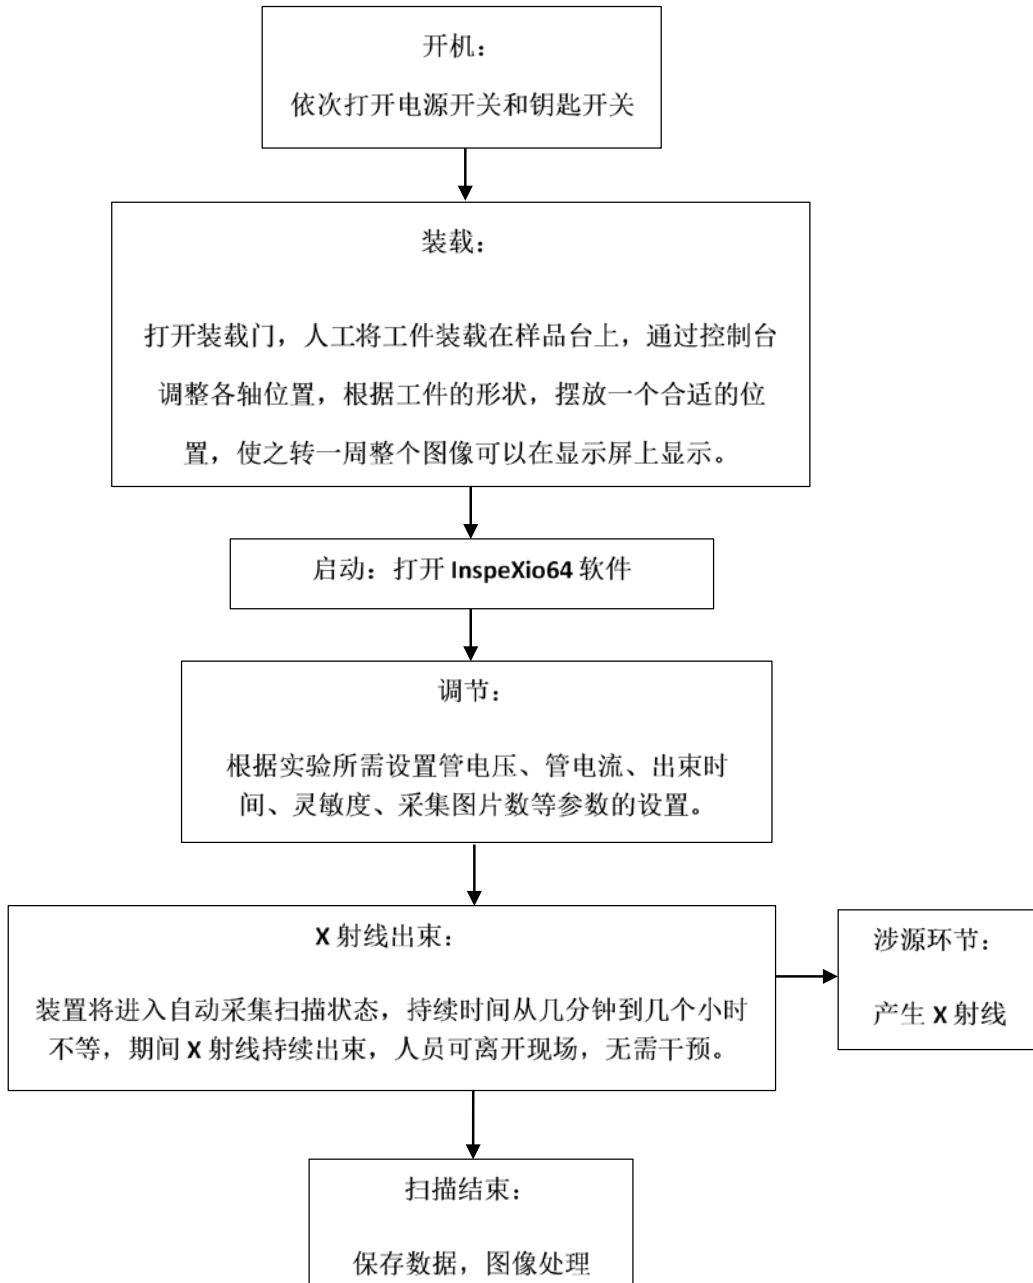 开机：
依次打开电源开关和钥匙开关
装载：
打开装载门，人工将工件装载在样品台上，通过控制台
调整各轴位置，根据工件的形状，摆放一个合适的位
置，使之转一周整个图像可以在显示屏上显示。
启动：打开 InspeXio64 软件
调节：
根据实验所需设置管电压、管电流、出束时
间、灵敏度、采集图片数等参数的设置。
X 射线出束：
装置将进入自动采集扫描状态，持续时间从几分钟到几个小时
不等，期间 X 射线持续出束，人员可离开现场，无需干预。
涉源环节：
产生 X 射线
扫描结束：
保存数据，图像处理